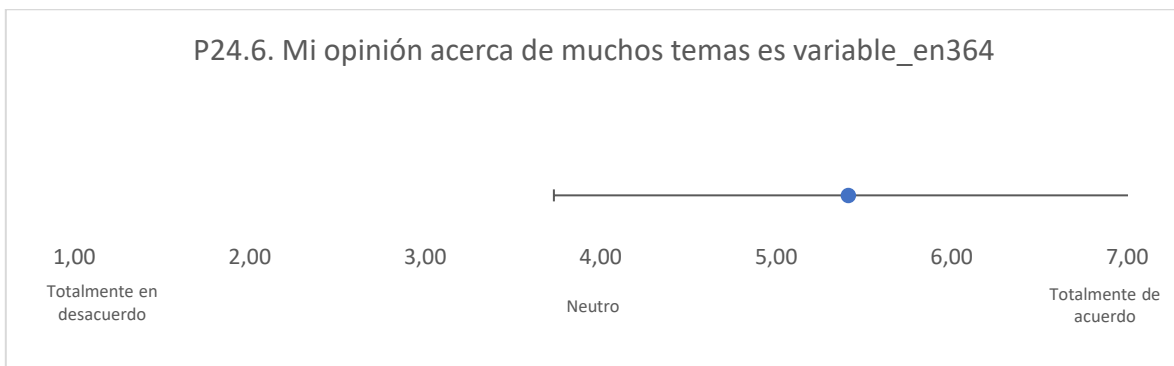 P24.6. Mi opinión acerca de muchos temas es variable_en364
1,00 2,00 3,00 4,00 5,00 6,00 7,00
Totalmente en
desacuerdo
Neutro
Totalmente de
acuerdo